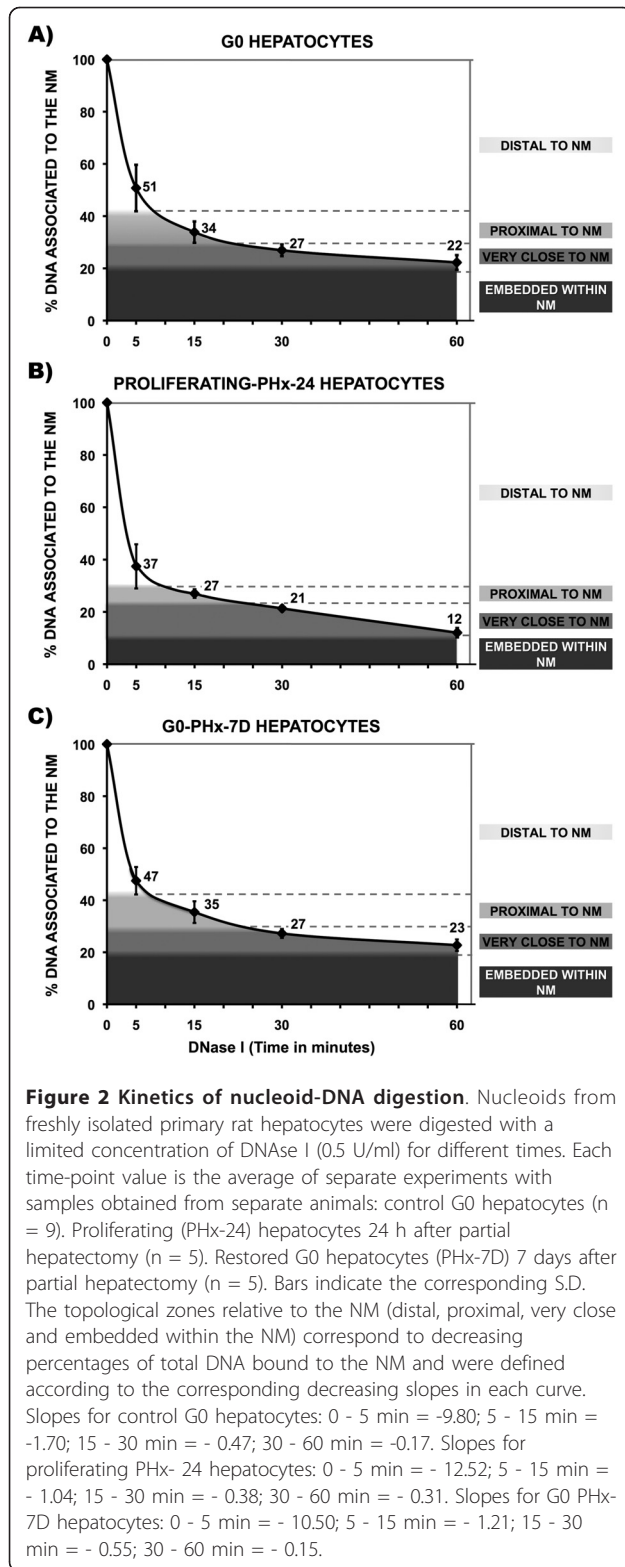 A)
G0 HEPATOCYTES
% DNA ASSOCIATED TO THE NM
100
80
60
40
20
0
51
34
27
22
0 5 15 30 60
DISTAL TO NM
PROXIMAL TO NM
VERY CLOSE TO NM
EMBEDDED WITHIN
NM
B)
PROLIFERATING-PHx-24 HEPATOCYTES
% DNA ASSOCIATED TO THE NM
100
80
60
40
20
0
37
27
21
12
0 5 15 30 60
DISTAL TO NM
PROXIMAL TO NM
VERY CLOSE TO NM
EMBEDDED WITHIN
NM
C)
G0-PHx-7D HEPATOCYTES
% DNA ASSOCIATED TO THE NM
100
80
60
40
20
0
47
35
27
23
0 5 15 30 60
DISTAL TO NM
PROXIMAL TO NM
VERY CLOSE TO NM
EMBEDDED WITHIN
NM
DNase I (Time in minutes)
Figure 2 Kinetics of nucleoid-DNA digestion. Nucleoids from
freshly isolated primary rat hepatocytes were digested with a
limited concentration of DNAse I (0.5 U/ml) for different times. Each
time-point value is the average of separate experiments with
samples obtained from separate animals: control G0 hepatocytes (n
= 9). Proliferating (PHx-24) hepatocytes 24 h after partial
hepatectomy (n = 5). Restored G0 hepatocytes (PHx-7D) 7 days after
partial hepatectomy (n = 5). Bars indicate the corresponding S.D.
The topological zones relative to the NM (distal, proximal, very close
and embedded within the NM) correspond to decreasing
percentages of total DNA bound to the NM and were defined
according to the corresponding decreasing slopes in each curve.
Slopes for control G0 hepatocytes: 0 - 5 min = -9.80; 5 - 15 min =
-1.70; 15 - 30 min = - 0.47; 30 - 60 min = -0.17. Slopes for
proliferating PHx- 24 hepatocytes: 0 - 5 min = - 12.52; 5 - 15 min =
- 1.04; 15 - 30 min = - 0.38; 30 - 60 min = - 0.31. Slopes for G0 PHx-
7D hepatocytes: 0 - 5 min = - 10.50; 5 - 15 min = - 1.21; 15 - 30
min = - 0.55; 30 - 60 min = - 0.15.